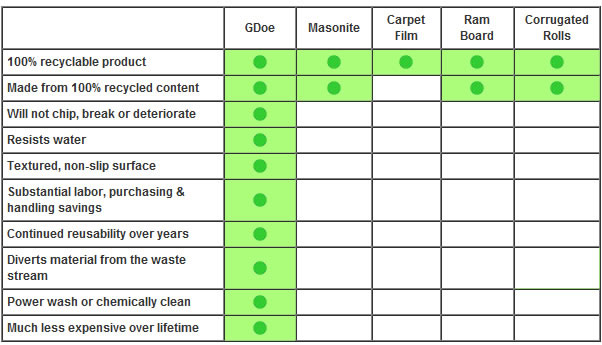 GDoe
Masonite
Carpet
Film
Ram
Board
Corrugated
Rolls
100% recyclable product
Made from 100% recycled content
Will not chip, break or deteriorate
Resists water
Textured, non-slip surface
Substantial labor, purchasing &
handling savings
Continued reusability over years
Diverts material from the waste
stream
Power wash or chemically clean
Much less expensive over lifetime